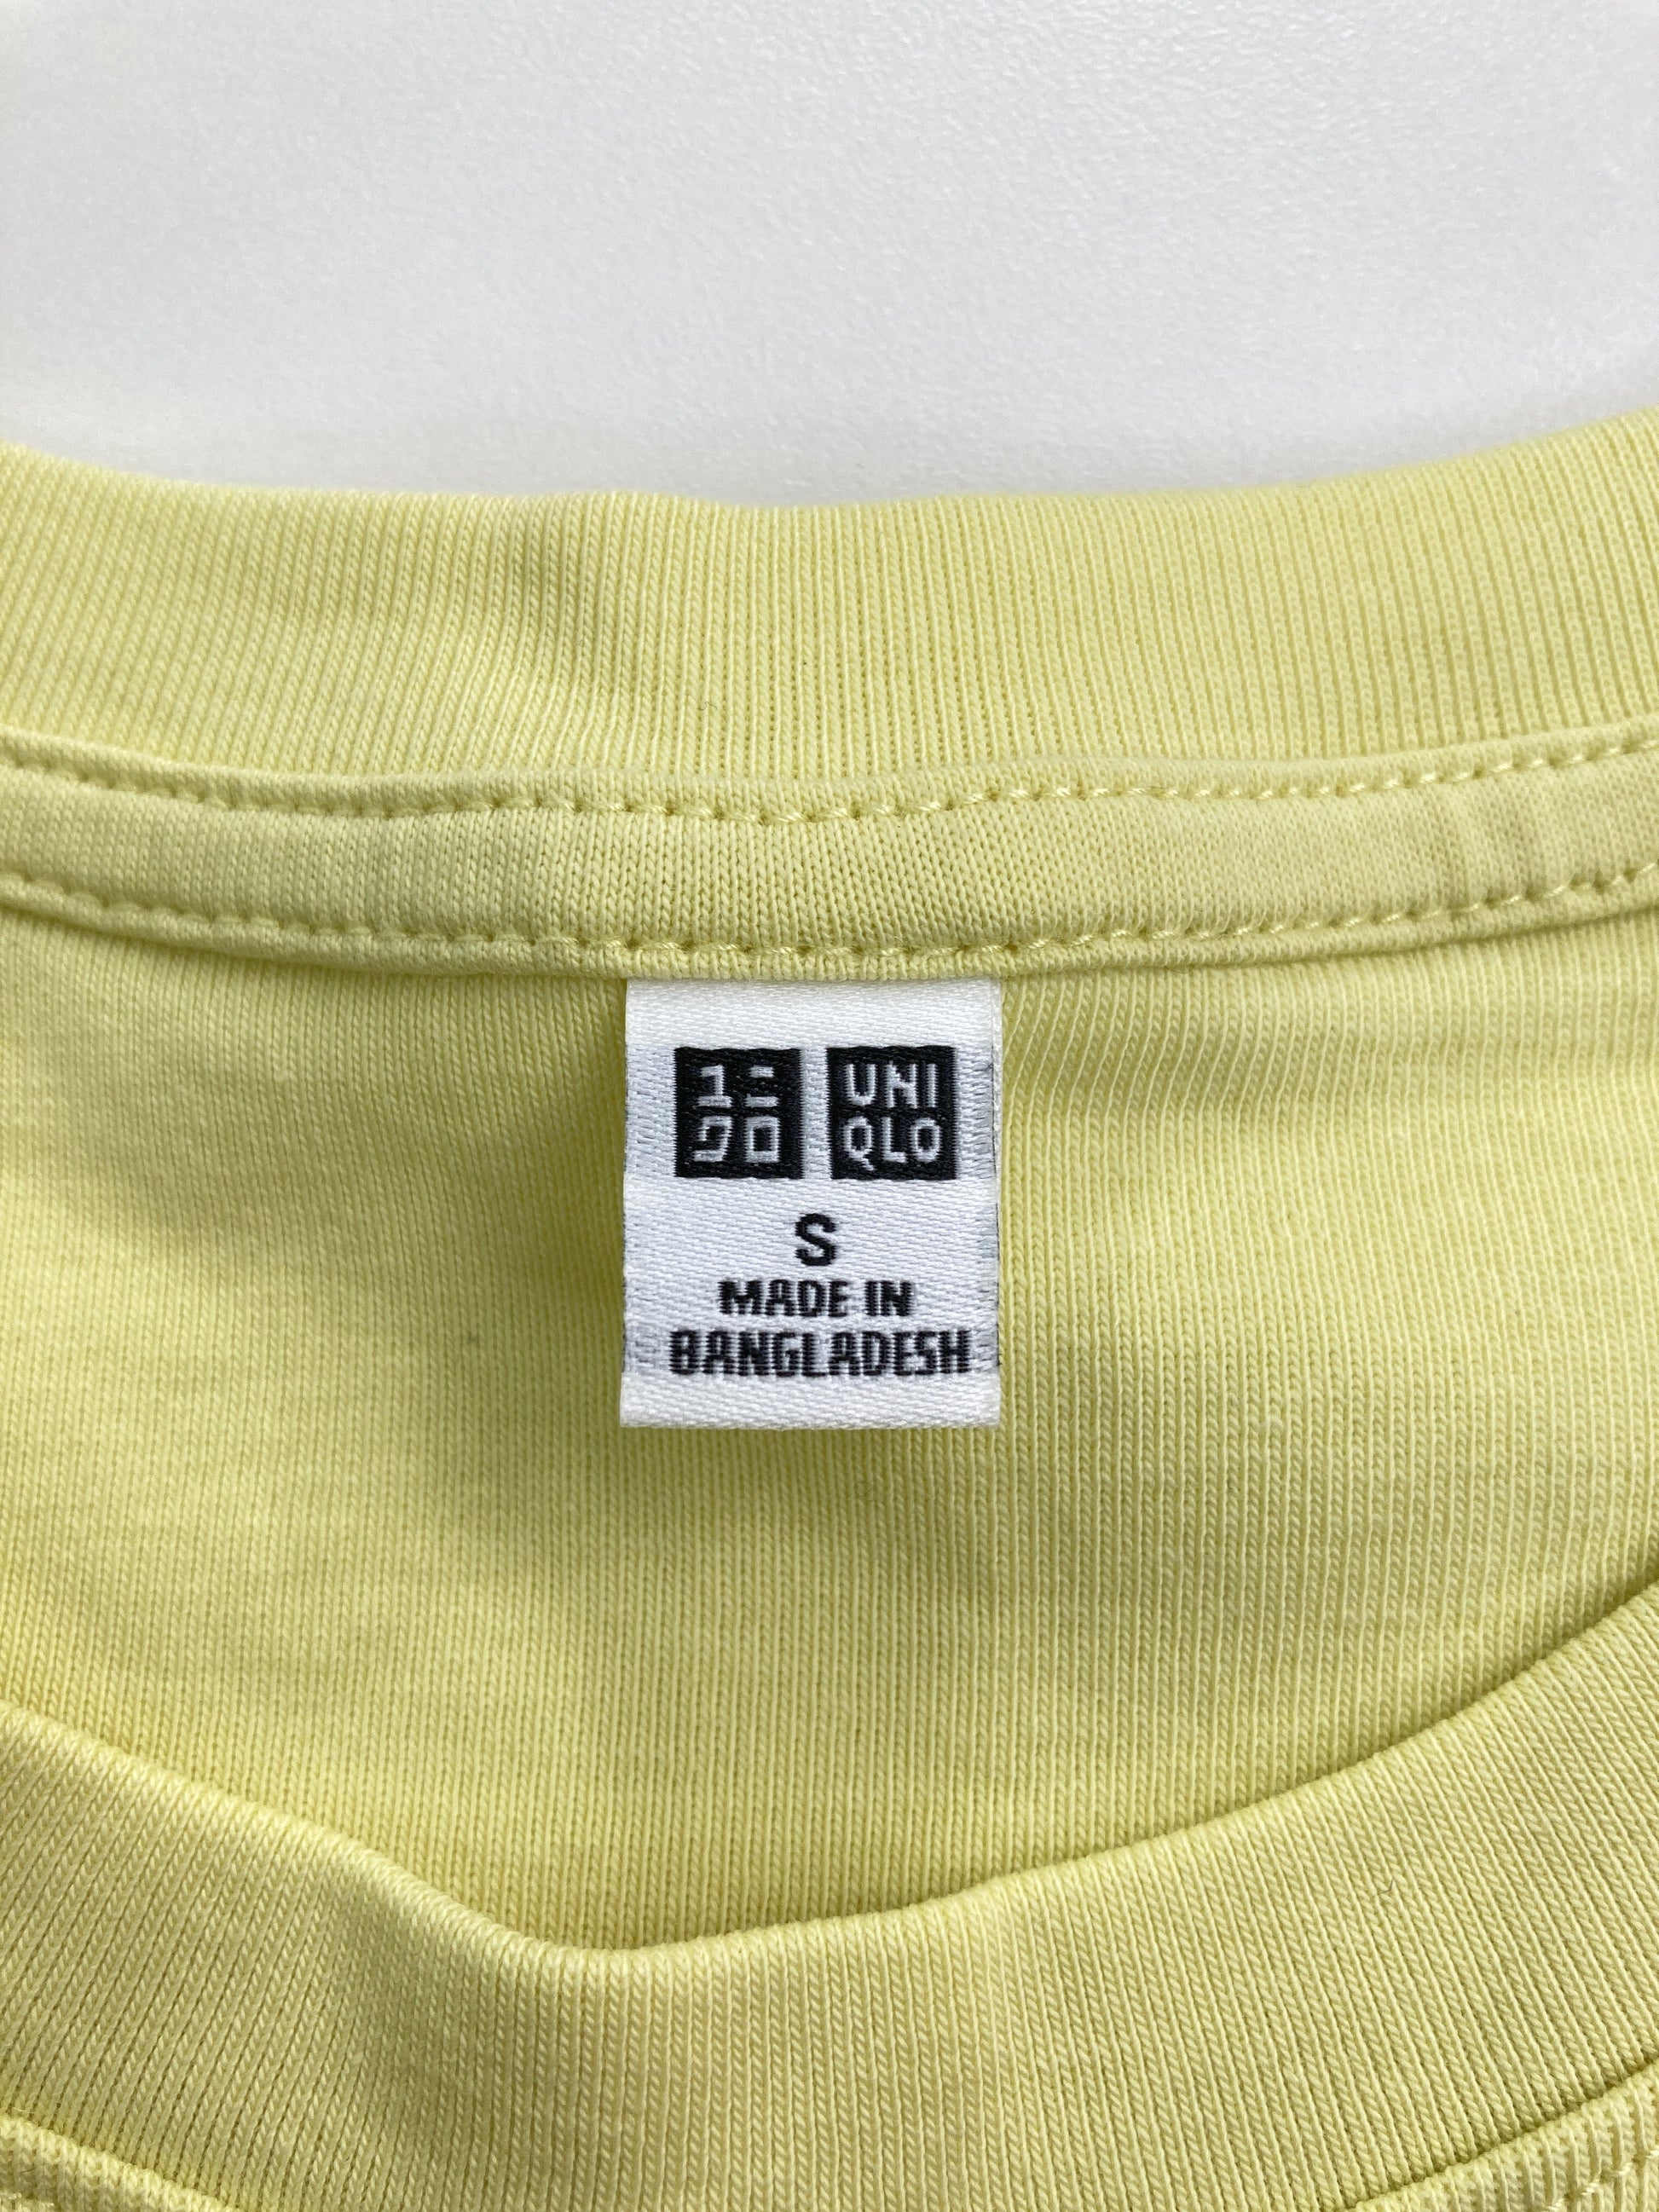 ユニ UNI
クロ QLO
S
MADE IN
BANGLADESH